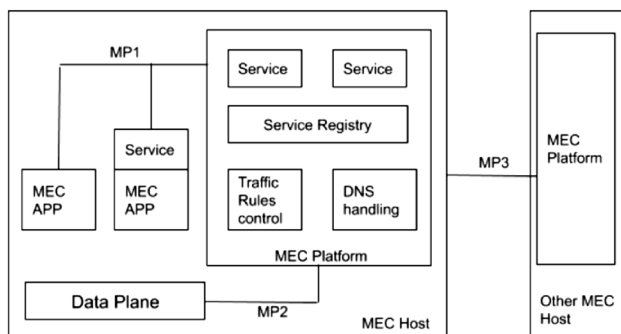 MP1
Service
Service
Service Registry
Service
MEC
APP
MEC
APP
Traffic
Rules
control
DNS
handling
MEC Platform
Data Plane
MP2
MEC Host
MP3
MEC
Platform
Other MEC
Host